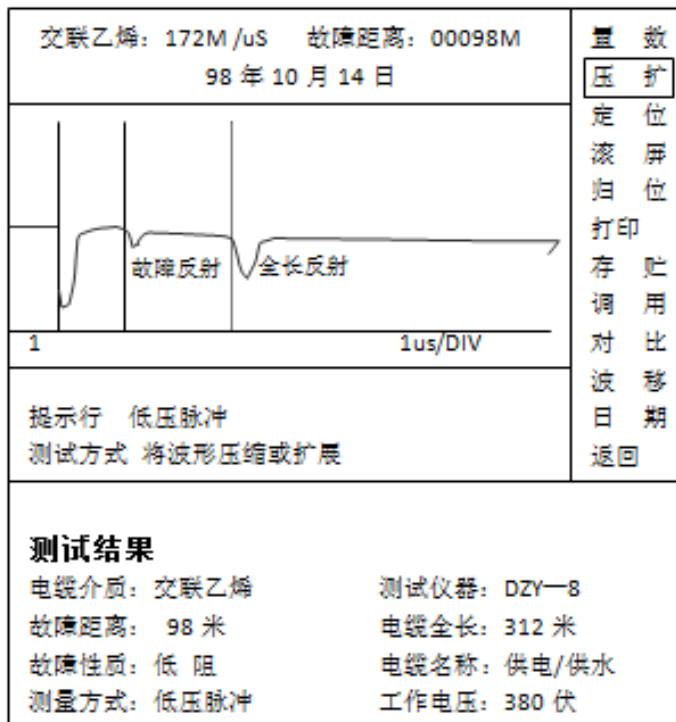 交联乙烯：172M /uS 故障距离：00098M
98 年 10 月 14 日
故障反射 全长反射
1 1us/DIV
提示行 低压脉冲
测试方式 将波形压缩或扩展
量 数
压 扩
定 位
滚 屏
归 位
打印
存 贮
调 用
对 比
波 移
日 期
返回
测试结果
电缆介质：交联乙烯 测试仪器：DZY—8
故障距离： 98 米 电缆全长：312 米
故障性质：低 阻 电缆名称：供电/供水
测量方式：低压脉冲 工作电压：380 伏